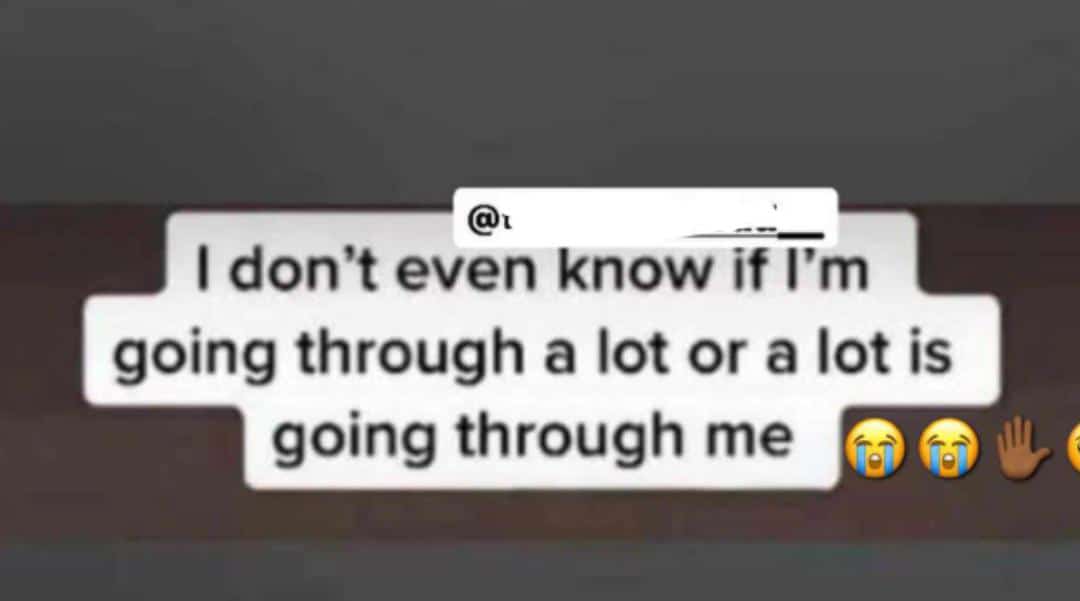 I don't even know if I'm
going through a lot or a lot is
going through me 😭😭✋🏾